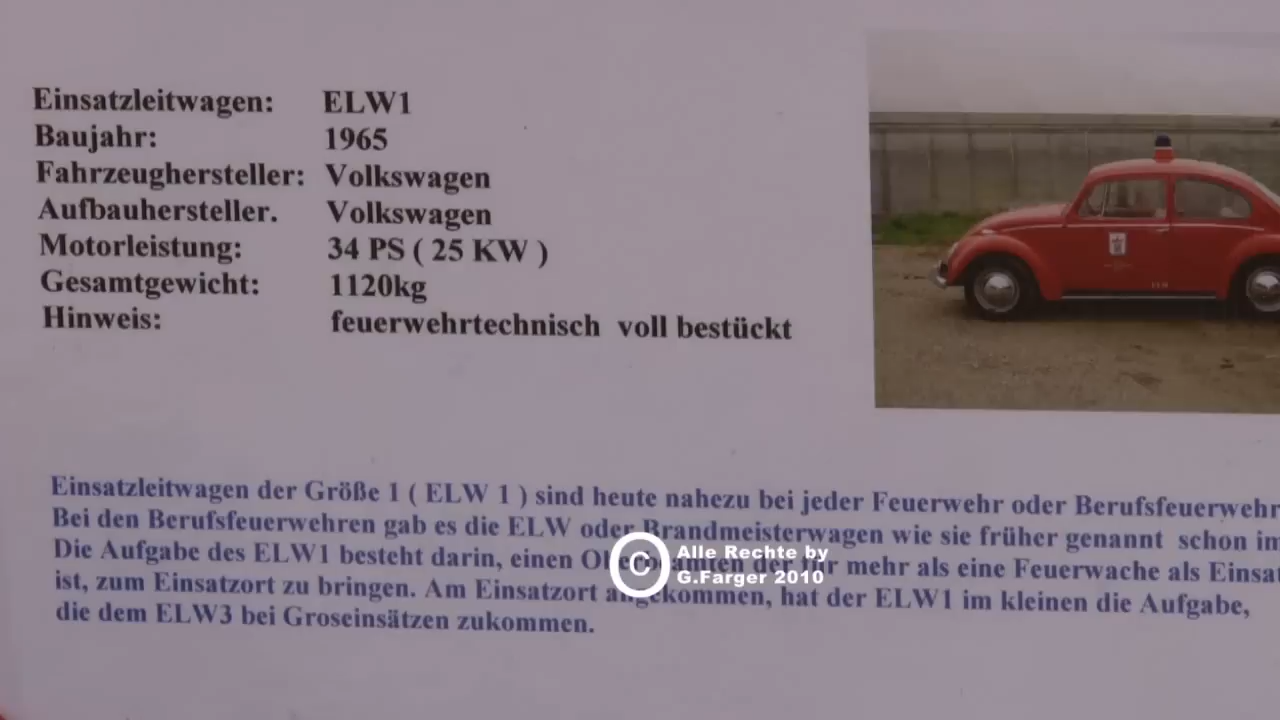 Einsatzleitwagen: ELW1
Baujahr: 1965
Fahrzeughersteller: Volkswagen
Aufbauhersteller. Volkswagen
Motorleistung: 34 PS ( 25 KW )
Gesamtgewicht: 1120kg
Hinweis: feuerwehrtechnisch voll bestückt
Einsatzleitwagen der Größe 1 ( ELW 1 ) sind heute nahezu bei jeder Feuerwehr oder Berufsfeuerwehr
Bei den Berufsfeuerwehren gab es die ELW oder Brandmeisterwagen wie sie früher genannt schon im
Die Aufgabe des ELW1 besteht darin, einen der für mehr als eine Feuerwache als
ist, zum Einsatzort zu bringen. Am Einsatzort angekommen, hat der ELW1 im kleinen die Aufgabe,
die dem ELW3 bei Groseinsätzen zukommen.
© Alle Rechte by
G.Farger 2010